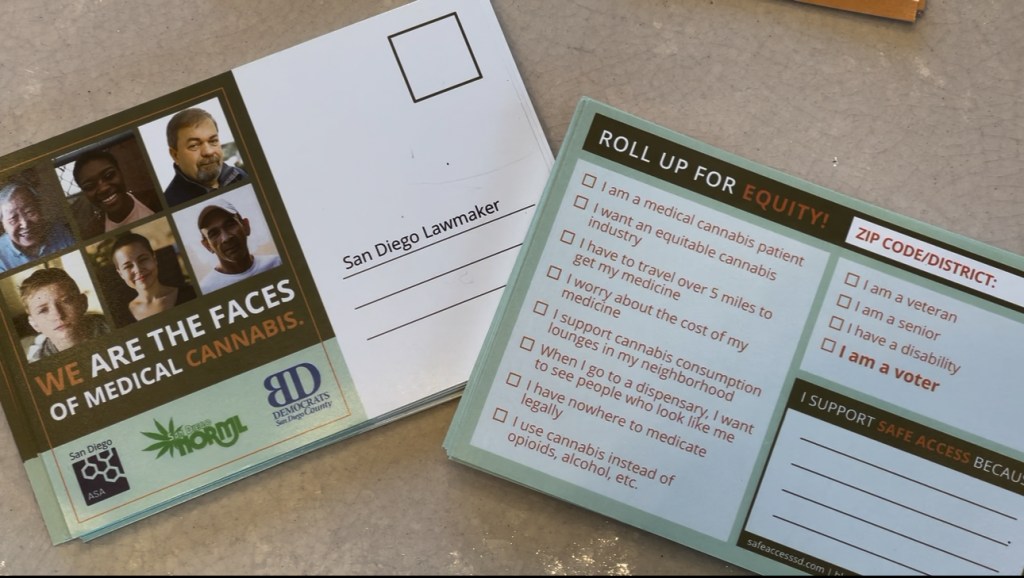 San Diego Lawmaker
WE ARE THE FACES
OF MEDICAL CANNABIS.
San Diego
ASA
NORML
BD
DEMOCRATS
San Diego County
ROLL UP FOR EQUITY!
I am a medical cannabis patient
I want an equitable cannabis
industry
I have to travel over 5 miles to
get my medicine
I worry about the cost of my
medicine
I support cannabis consumption
lounges in my neighborhood
When I go to a dispensary, I want
to see people who look like me
I have nowhere to medicate
legally
I use cannabis instead of
opioids, alcohol, etc.
ZIP CODE/DISTRICT:
I am a veteran
I am a senior
I have a disability
I am a voter
I SUPPORT SAFE ACCESS BECAU
safeaccesssd.com |